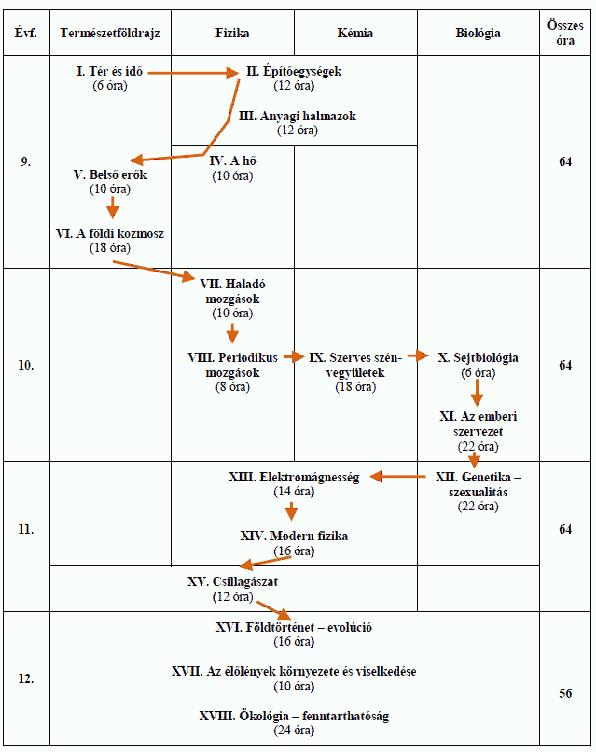 Évf.
Természetföldrajz
Fizika
Kémia
Biológia
Összes
óra
9.
I. Tér és idő
(6 óra)
II. Építőegységek
(12 óra)
III. Anyagi halmazok
(12 óra)
IV. A hő
(10 óra)
V. Belső erők
(10 óra)
VI. A földi kozmosz
(18 óra)
64
10.
VII. Haladó
mozgások
(10 óra)
VIII. Periodikus
mozgások
(8 óra)
IX. Szerves szén-
vegyületek
(18 óra)
X. Sejtbiológia
(6 óra)
XI. Az emberi
szervezet
(22 óra)
64
11.
XII. Genetika –
szexualitás
(22 óra)
XIII. Elektromágnesség
(14 óra)
XIV. Modern fizika
(16 óra)
XV. Csillagászat
(12 óra)
64
12.
XVI. Földtörténet – evolúció
(16 óra)
XVII. Az élőlények környezete és viselkedése
(10 óra)
XVIII. Ökológia – fenntarthatóság
(24 óra)
56